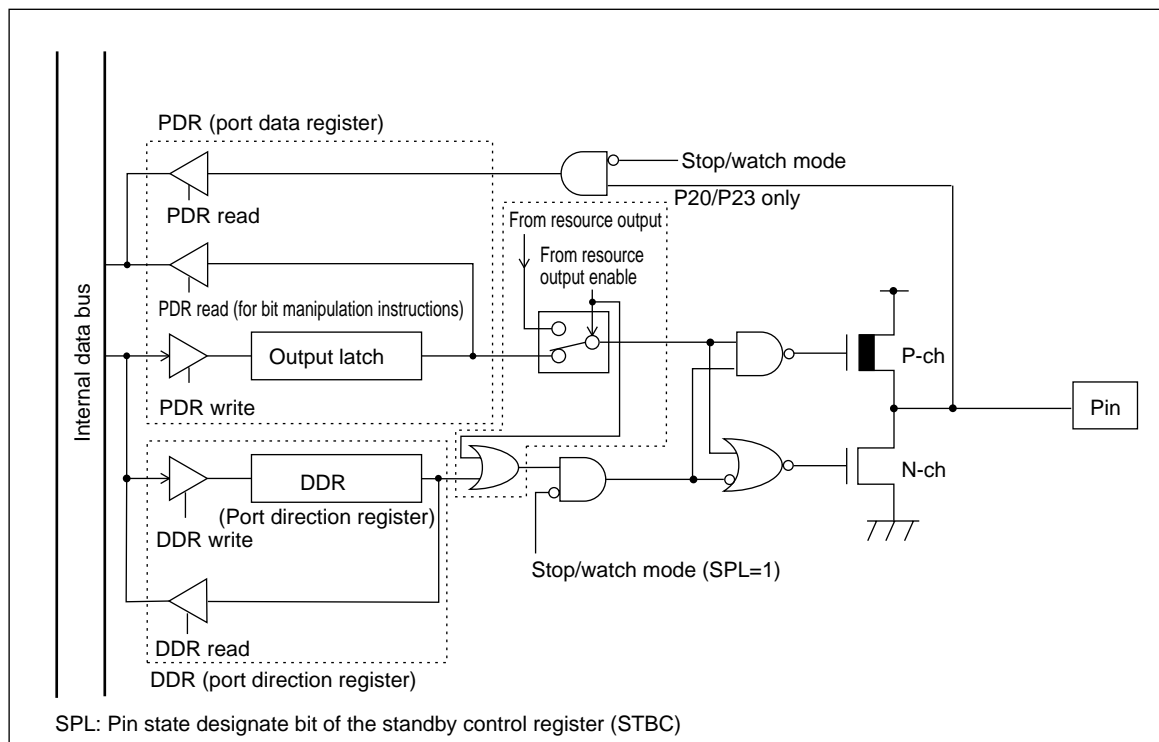 PDR (port data register)
Stop/watch mode
P20/P23 only
PDR read
From resource output
From resource
output enable
PDR read (for bit manipulation instructions)
Internal data bus
Output latch
P-ch
PDR write
Pin
DDR
N-ch
(Port direction register)
DDR write
Stop/watch mode (SPL=1)
DDR read
DDR (port direction register)
SPL: Pin state designate bit of the standby control register (STBC)